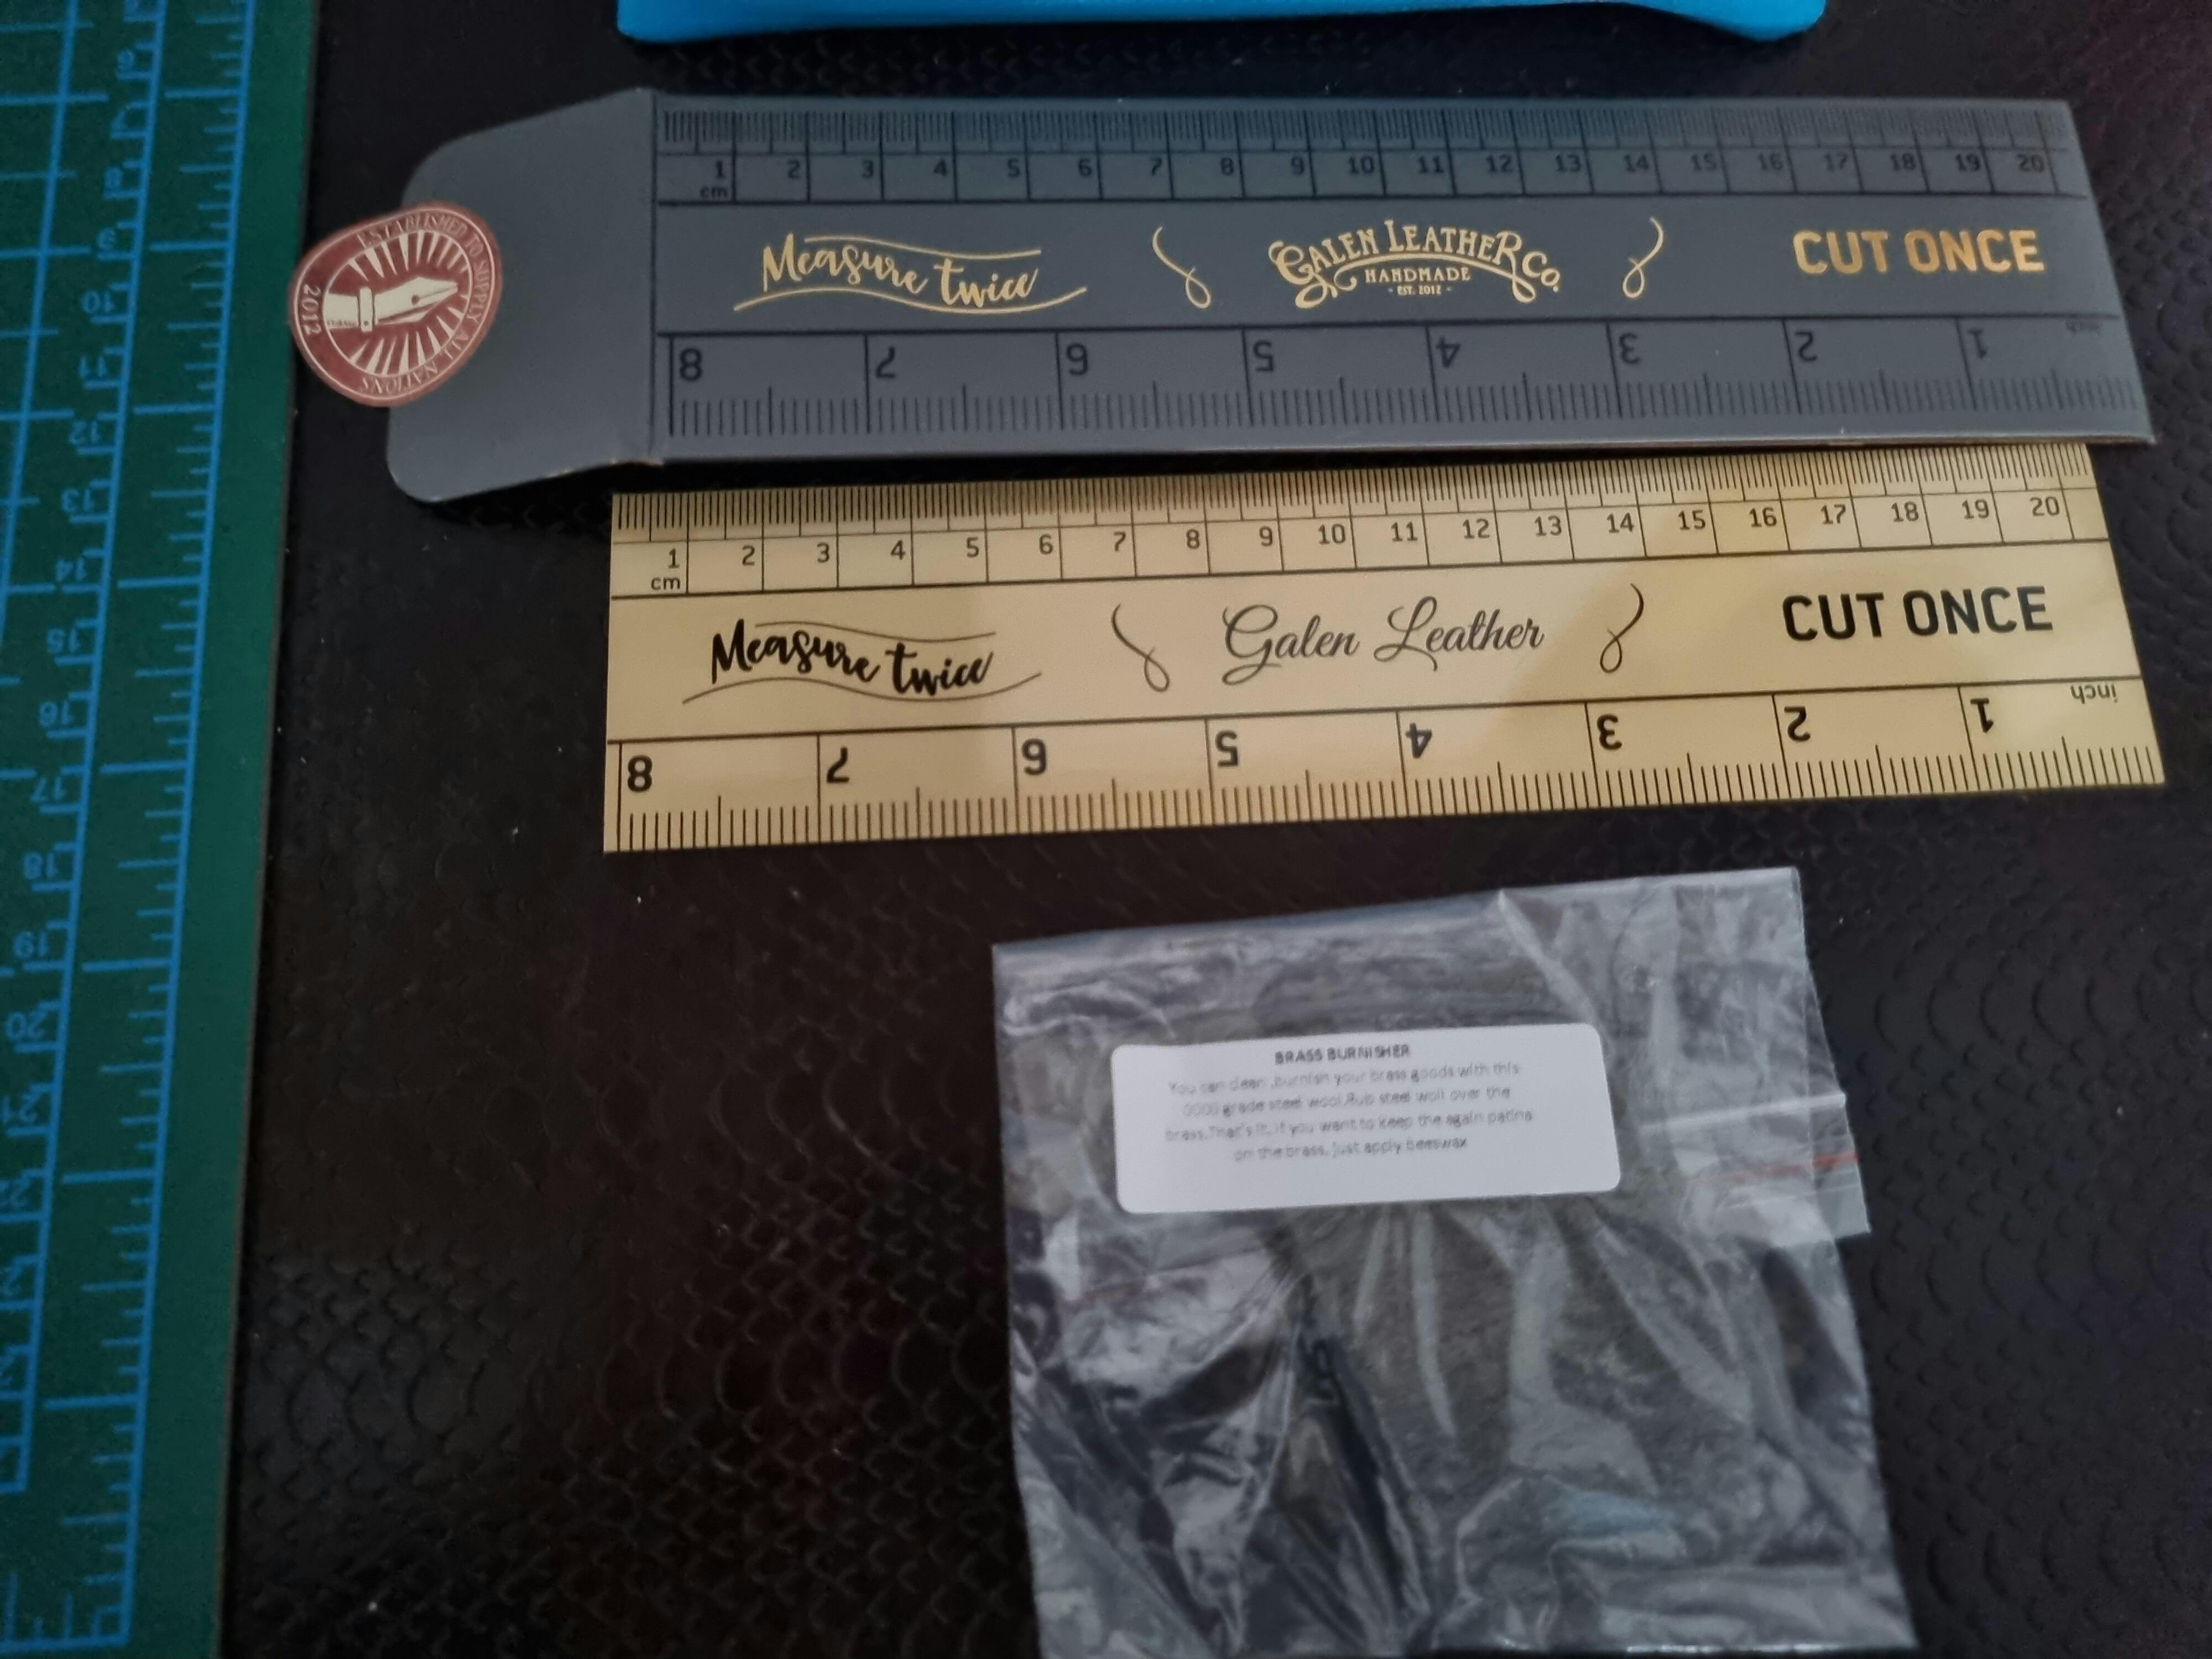 1 2 3 4 5 6 7 8 9 10 11 12 13 14 15 16 17 18 19 20
cm
Measure twice
GALEN LEATHER Co.
HANDMADE
- EST. 2012 -
CUT ONCE
8 7 6 5 4 3 2 1
inch
ESTABLISHED TO SUPPLY ALL NATIONS
2012
1 2 3 4 5 6 7 8 9 10 11 12 13 14 15 16 17 18 19 20
cm
Measure twice
Galen Leather
CUT ONCE
inch
8 7 6 5 4 3 2 1
BRASS BURNISHER
You can clean ,burnish your brass goods with this
0000 grade steel wool.Rub steel woll over the
brass.That's it. If you want to keep the again patina
on the brass, just apply beeswax
9
10
11
12
13
14
15
16
17
18
19
20
21
22